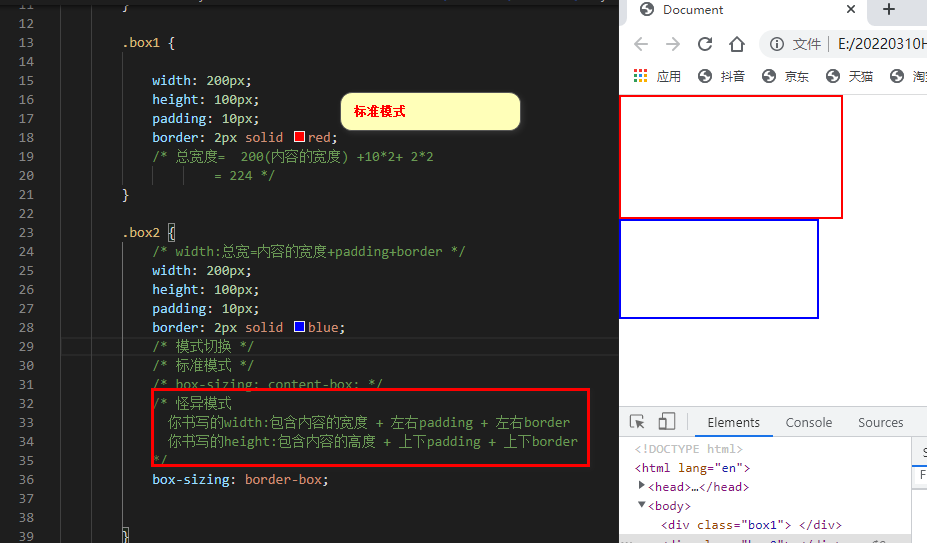 11 }
12
13 .box1 {
14
15 width: 200px;
16 height: 100px;
17 padding: 10px;
18 border: 2px solid red;
19 /* 总宽度= 200(内容的宽度) +10*2+ 2*2
20 = 224 */
21 }
22
23 .box2 {
24 /* width:总宽=内容的宽度+padding+border */
25 width: 200px;
26 height: 100px;
27 padding: 10px;
28 border: 2px solid blue;
29 /* 模式切换 */
30 /* 标准模式 */
31 /* box-sizing: content-box; */
32 /* 怪异模式
33 你书写的width:包含内容的宽度 + 左右padding + 左右border
34 你书写的height:包含内容的高度 + 上下padding + 上下border
35 */
36 box-sizing: border-box;
37
38
39 }
标准模式
Document
文件 | E:/20220310H
应用 抖音 京东 天猫 淘宝
Elements Console Sources
<!DOCTYPE html>
<html lang="en">
<head>…</head>
<body>
<div class="box1"> </div>